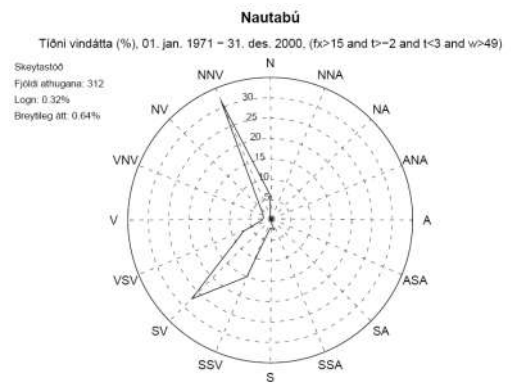 Nautabú
Tíðni vindátta (%), 01. jan. 1971 − 31. des. 2000, (fx>15 and t>−2 and t<3 and w>49)
Skeytastöð
Fjöldi athugana: 312
Logn: 0.32%
Breytileg átt: 0.64%
N
NNV
NNA
NV
NA
VNV
ANA
V
A
VSV
ASA
SV
SA
SSV
SSA
S
30
25
20
15
10
5